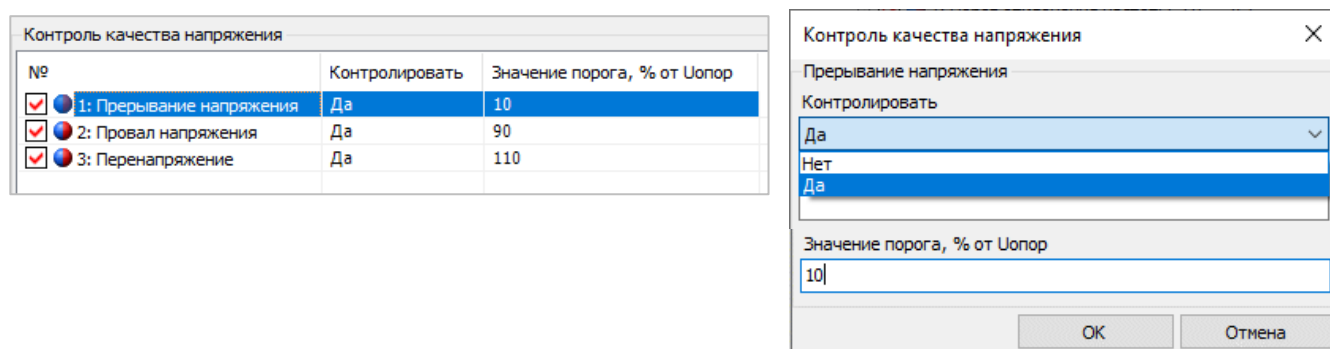 Контроль качества напряжения
№ Контролировать Значение порога, % от Uопор
1: Прерывание напряжения Да 10
2: Провал напряжения Да 90
3: Перенапряжение Да 110
Контроль качества напряжения
Прерывание напряжения
Контролировать
Да
Нет
Да
Значение порога, % от Uопор
10
ОК Отмена